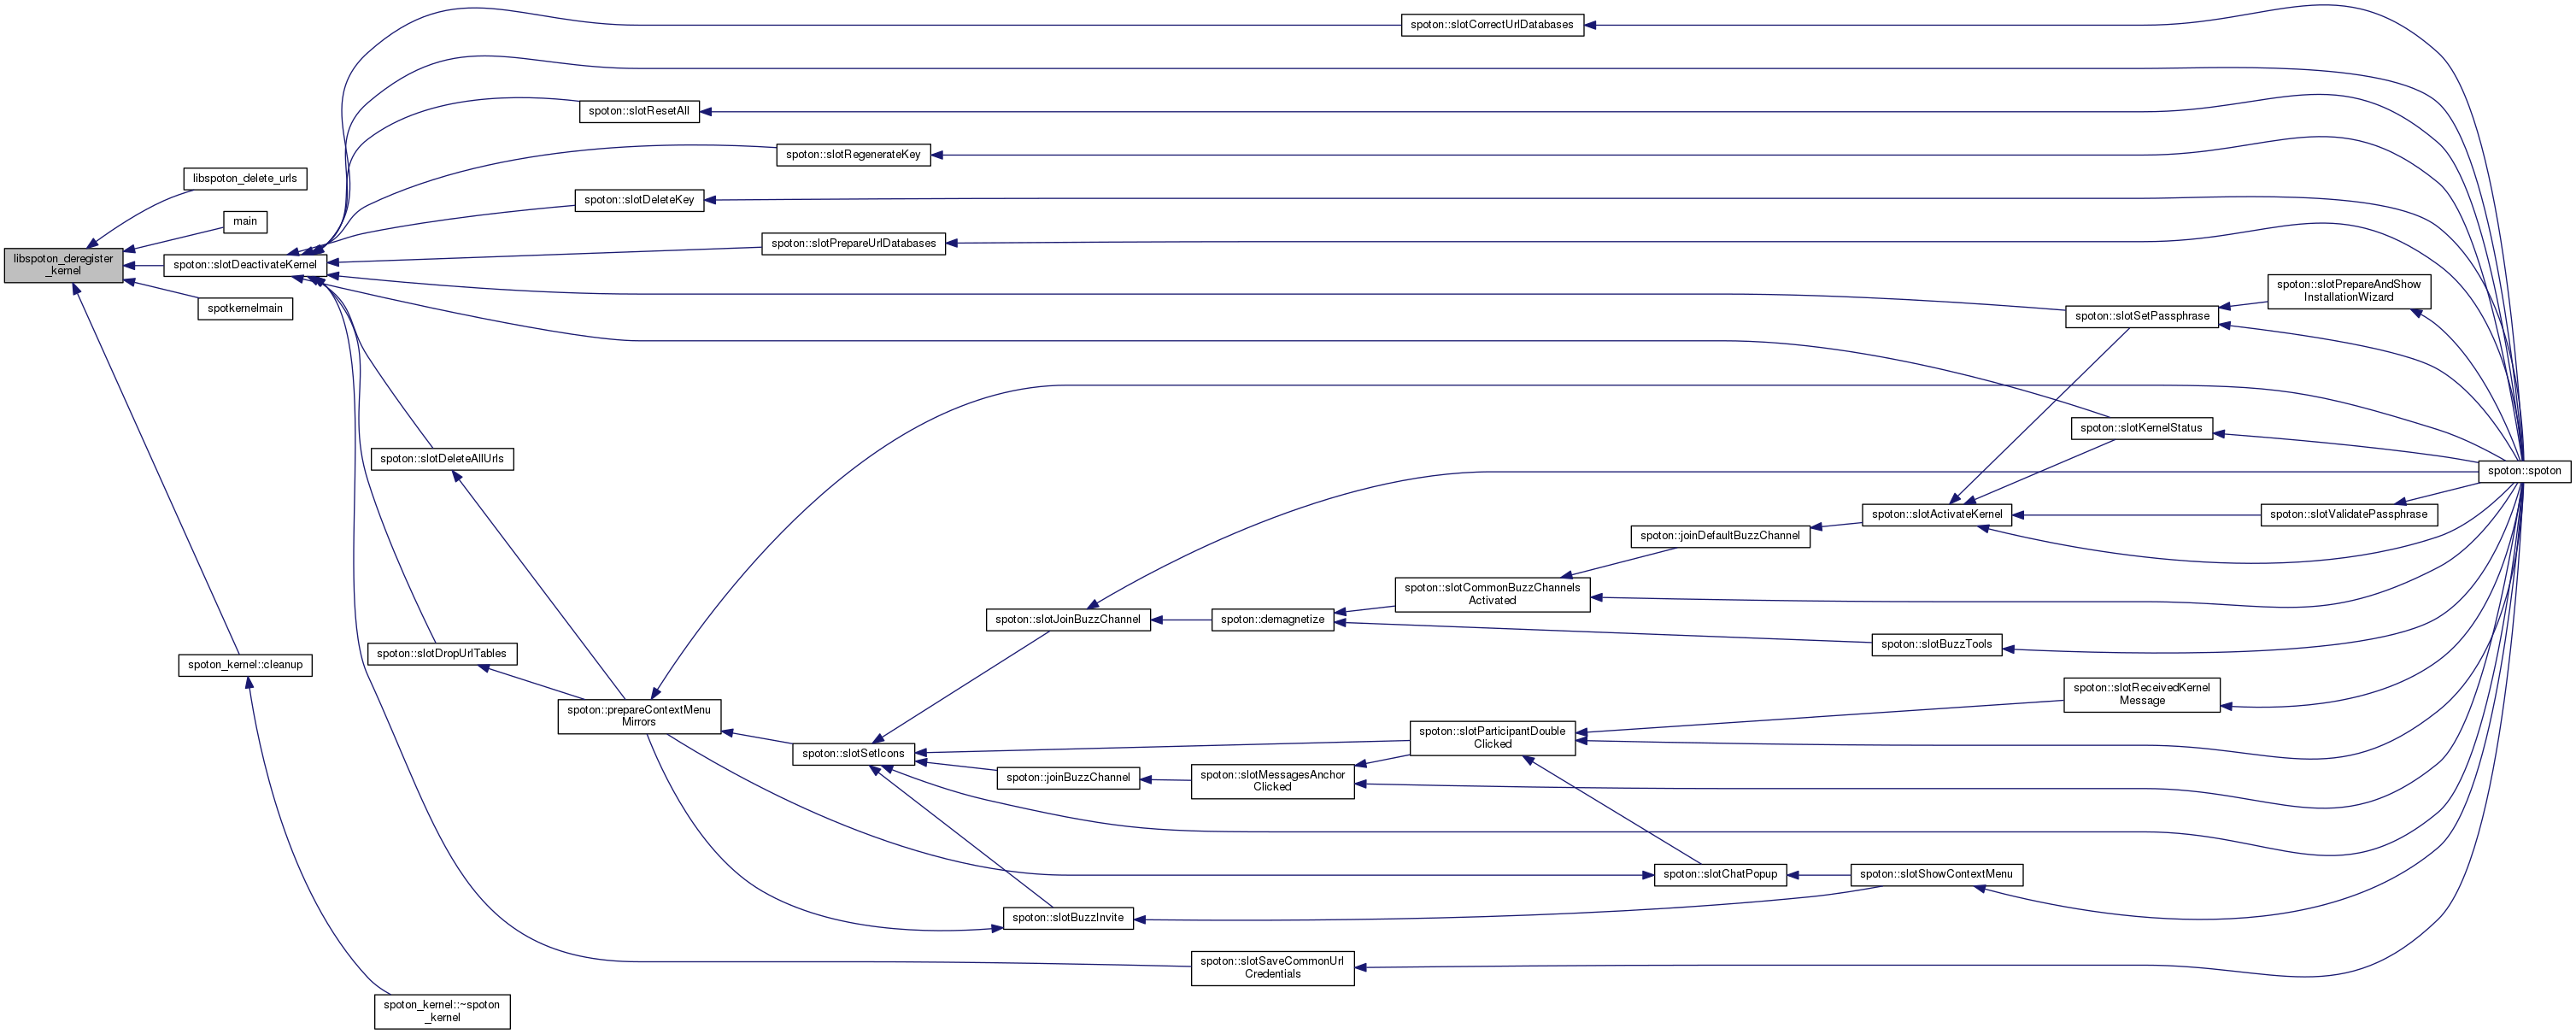 spoton::slotCorrectUrlDatabases
spoton::slotResetAll
spoton::slotRegenerateKey
libspoton_delete_urls
spoton::slotDeleteKey
main
spoton::slotPrepareUrlDatabases
libspoton_deregister
_kernel
spoton::slotDeactivateKernel
spoton::slotPrepareAndShow
InstallationWizard
spotkernelmain
spoton::slotSetPassphrase
spoton::slotKernelStatus
spoton::slotDeleteAllUrls
spoton::spoton
spoton::slotActivateKernel
spoton::slotValidatePassphrase
spoton::joinDefaultBuzzChannel
spoton::slotCommonBuzzChannels
Activated
spoton::slotJoinBuzzChannel
spoton::demagnetize
spoton::slotBuzzTools
spoton::slotDropUrlTables
spoton_kernel::cleanup
spoton::slotReceivedKernel
Message
spoton::prepareContextMenu
Mirrors
spoton::slotParticipantDouble
Clicked
spoton::slotSetIcons
spoton::joinBuzzChannel
spoton::slotMessagesAnchor
Clicked
spoton::slotChatPopup
spoton::slotShowContextMenu
spoton::slotBuzzInvite
spoton::slotSaveCommonUrl
Credentials
spoton_kernel::~spoton
_kernel